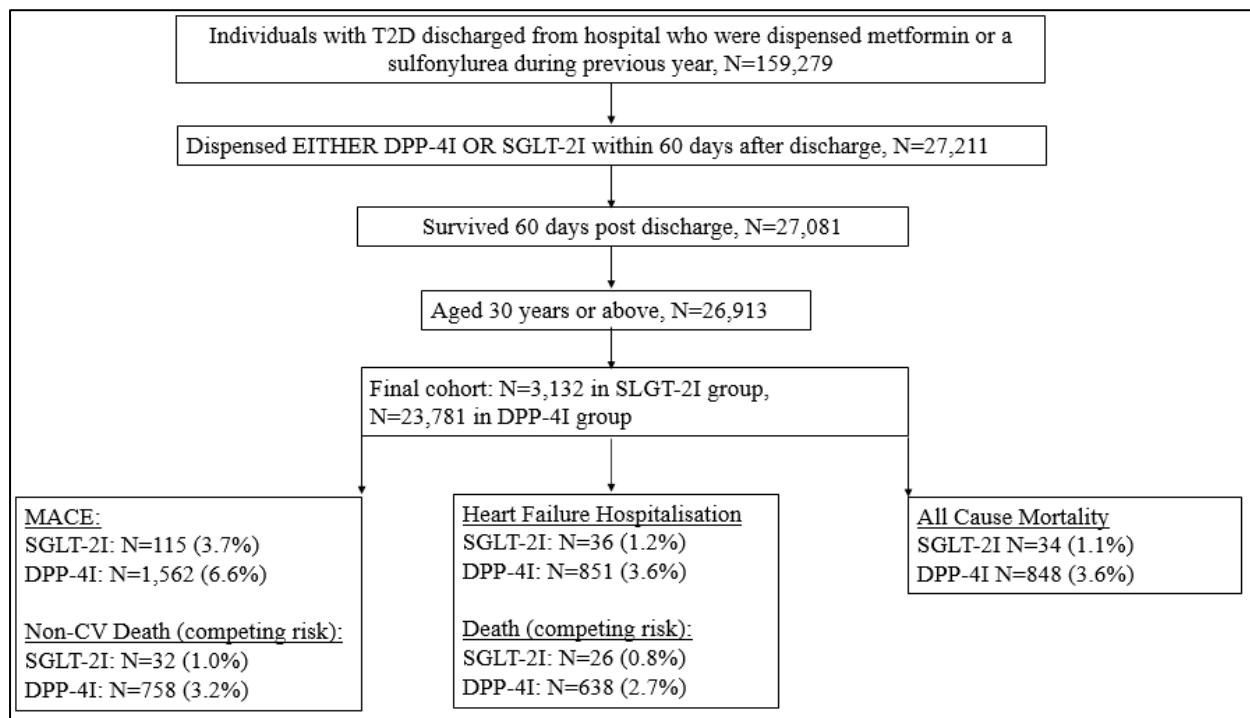 Individuals with T2D discharged from hospital who were dispensed metformin or a
sulfonylurea during previous year, N=159,279
Dispensed EITHER DPP-4I OR SGLT-2I within 60 days after discharge, N=27,211
Survived 60 days post discharge, N=27,081
Aged 30 years or above, N=26,913
Final cohort: N=3,132 in SLGT-2I group,
N=23,781 in DPP-4I group
MACE:
SGLT-2I: N=115 (3.7%)
DPP-4I: N=1,562 (6.6%)
Non-CV Death (competing risk):
SGLT-2I: N=32 (1.0%)
DPP-4I: N=758 (3.2%)
Heart Failure Hospitalisation
SGLT-2I: N=36 (1.2%)
DPP-4I: N=851 (3.6%)
Death (competing risk):
SGLT-2I: N=26 (0.8%)
DPP-4I: N=638 (2.7%)
All Cause Mortality
SGLT-2I N=34 (1.1%)
DPP-4I N=848 (3.6%)